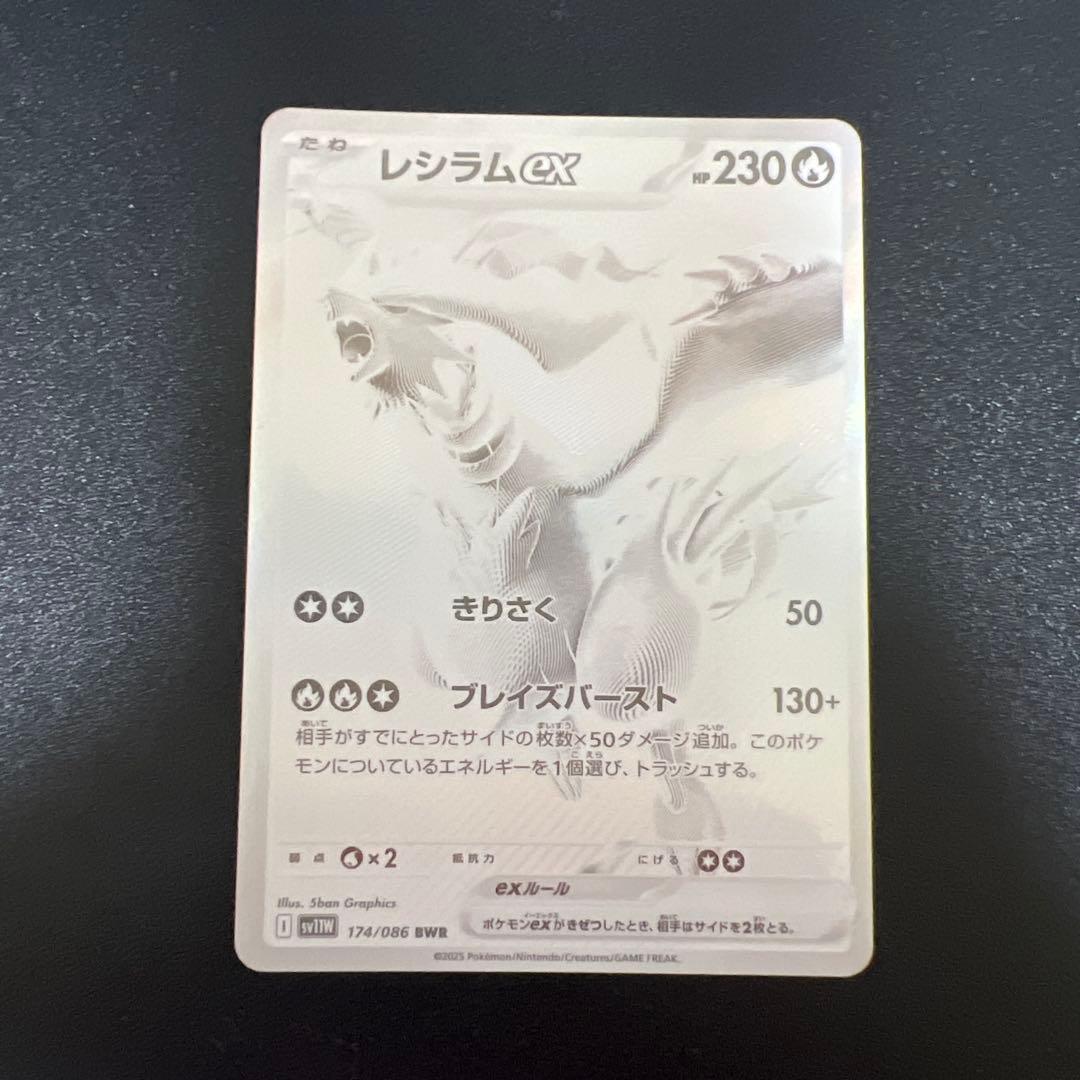 たね レシラムex HP230
きりさく 50
ブレイズバースト 130+
相手がすでにとったサイドの枚数×50ダメージ追加。このポケ
モンについているエネルギーを1個選び、トラッシュする。
弱点 ×2 抵抗力 にげる
exルール
ポケモンexがきぜつしたとき、相手はサイドを2枚とる。
Illus. 5ban Graphics
I sv11W 174/086 BWR
©2025 Pokémon/Nintendo/Creatures/GAME FREAK.